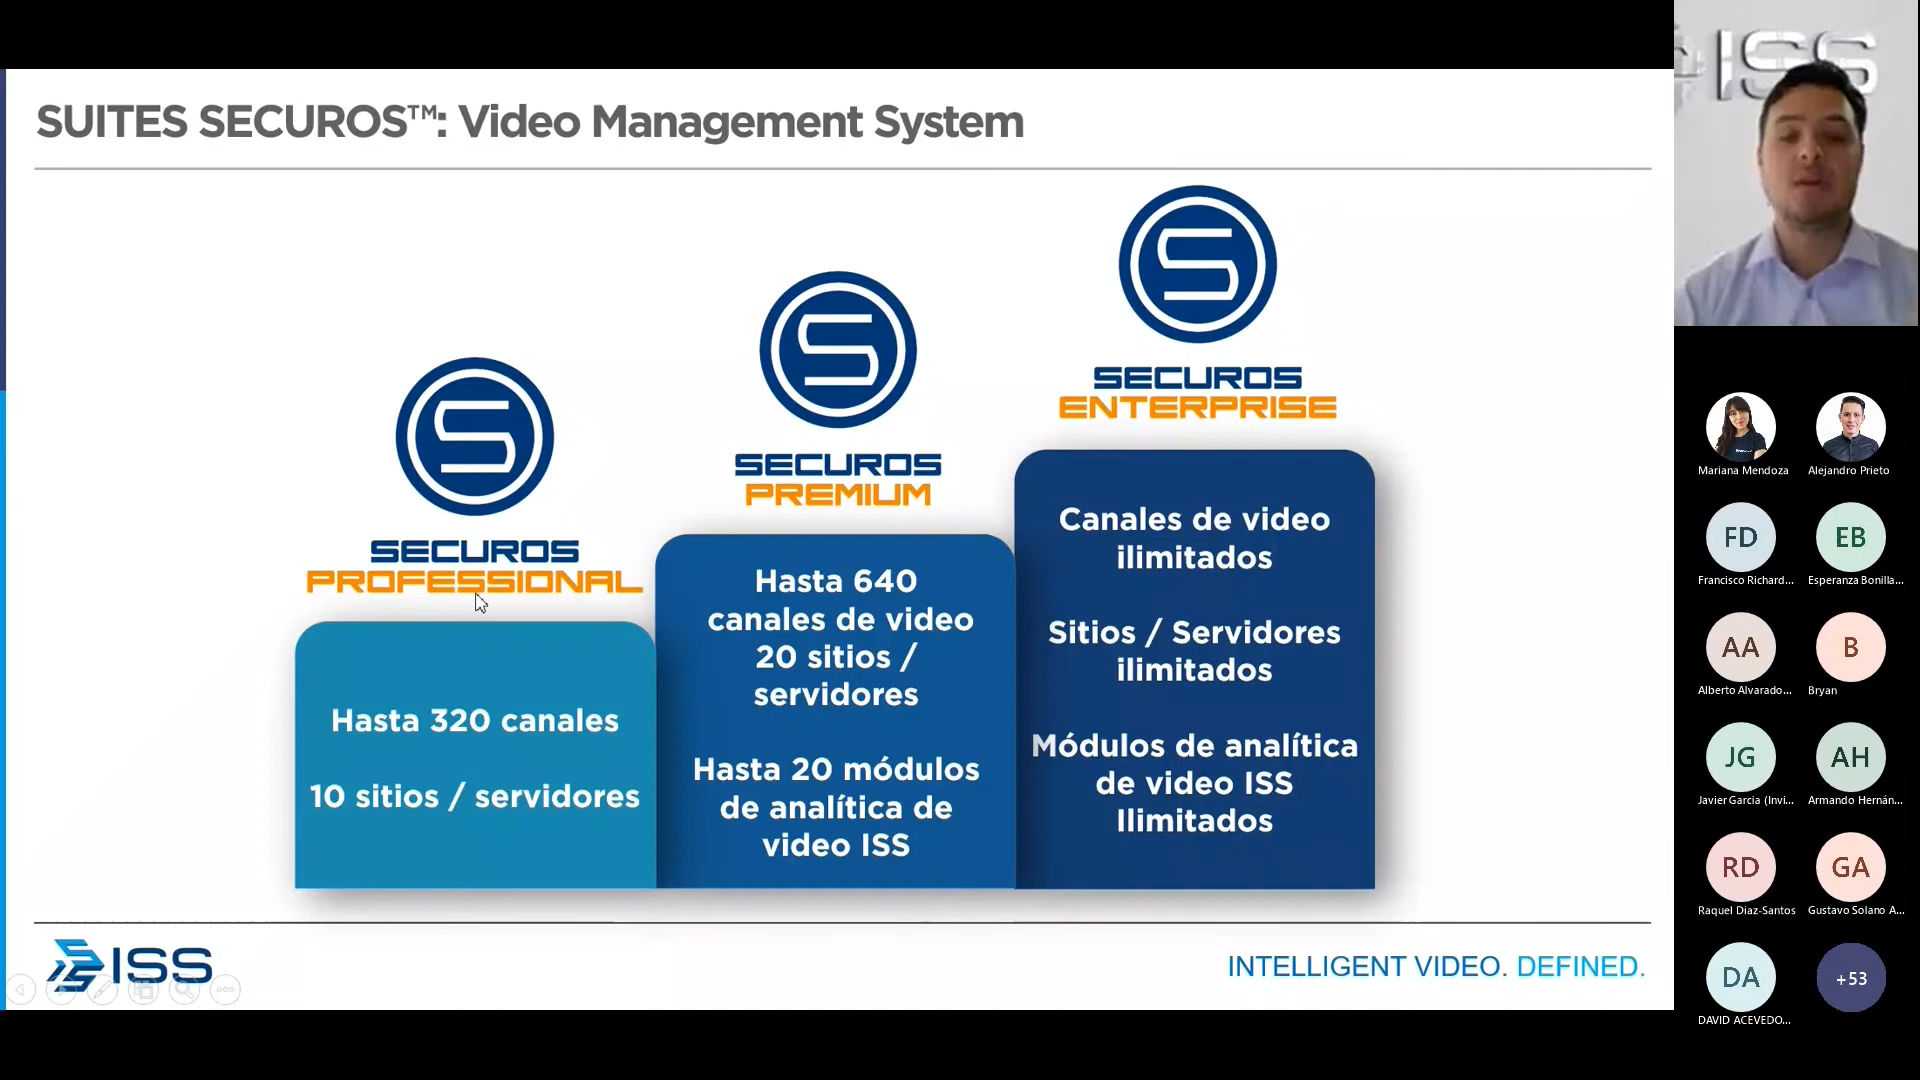 SUITES SECUROS™: Video Management System
SECUROS
PROFESSIONAL
Hasta 320 canales
10 sitios / servidores
SECUROS
PREMIUM
Hasta 640
canales de video
20 sitios /
servidores
Hasta 20 módulos
de analítica de
video ISS
SECUROS
ENTERPRISE
Canales de video
ilimitados
Sitios / Servidores
ilimitados
Módulos de analítica
de video ISS
Ilimitados
ISS
INTELLIGENT VIDEO. DEFINED.
ISS
Mariana Mendoza
Alejandro Prieto
FD
Francisco Richard...
EB
Esperanza Bonilla...
AA
Alberto Alvarado...
B
Bryan
JG
Javier Garcia (Invi...
AH
Armando Hernán...
RD
Raquel Diaz-Santos
GA
Gustavo Solano A...
DA
DAVID ACEVEDO...
+53